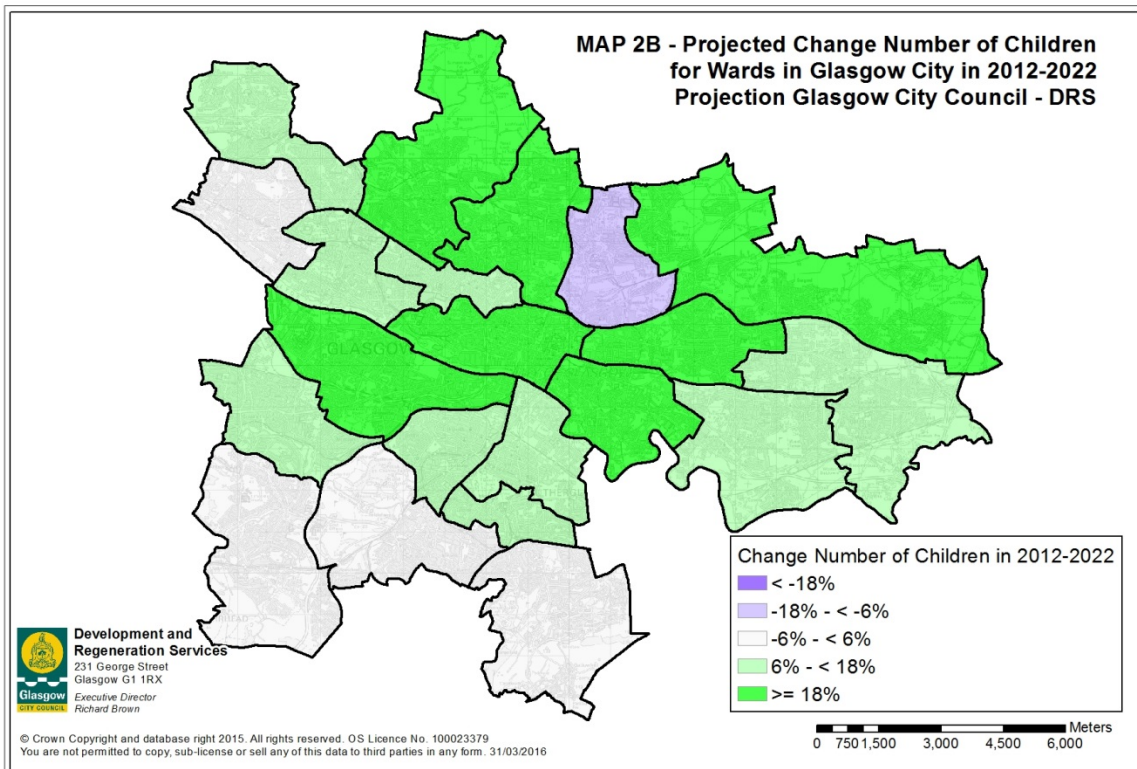 MAP 2B - Projected Change Number of Children
for Wards in Glasgow City in 2012-2022
Projection Glasgow City Council - DRS
GLASGOW
Change Number of Children in 2012-2022
< -18%
-18% - < -6%
-6% - < 6%
6% - < 18%
>= 18%
Development and
Regeneration Services
231 George Street
Glasgow G1 1RX
Executive Director
Richard Brown
Glasgow
CITY COUNCIL
Meters
0 750 1,500 3,000 4,500 6,000
© Crown Copyright and database right 2015. All rights reserved. OS Licence No. 100023379
You are not permitted to copy, sub-license or sell any of this data to third parties in any form. 31/03/2016